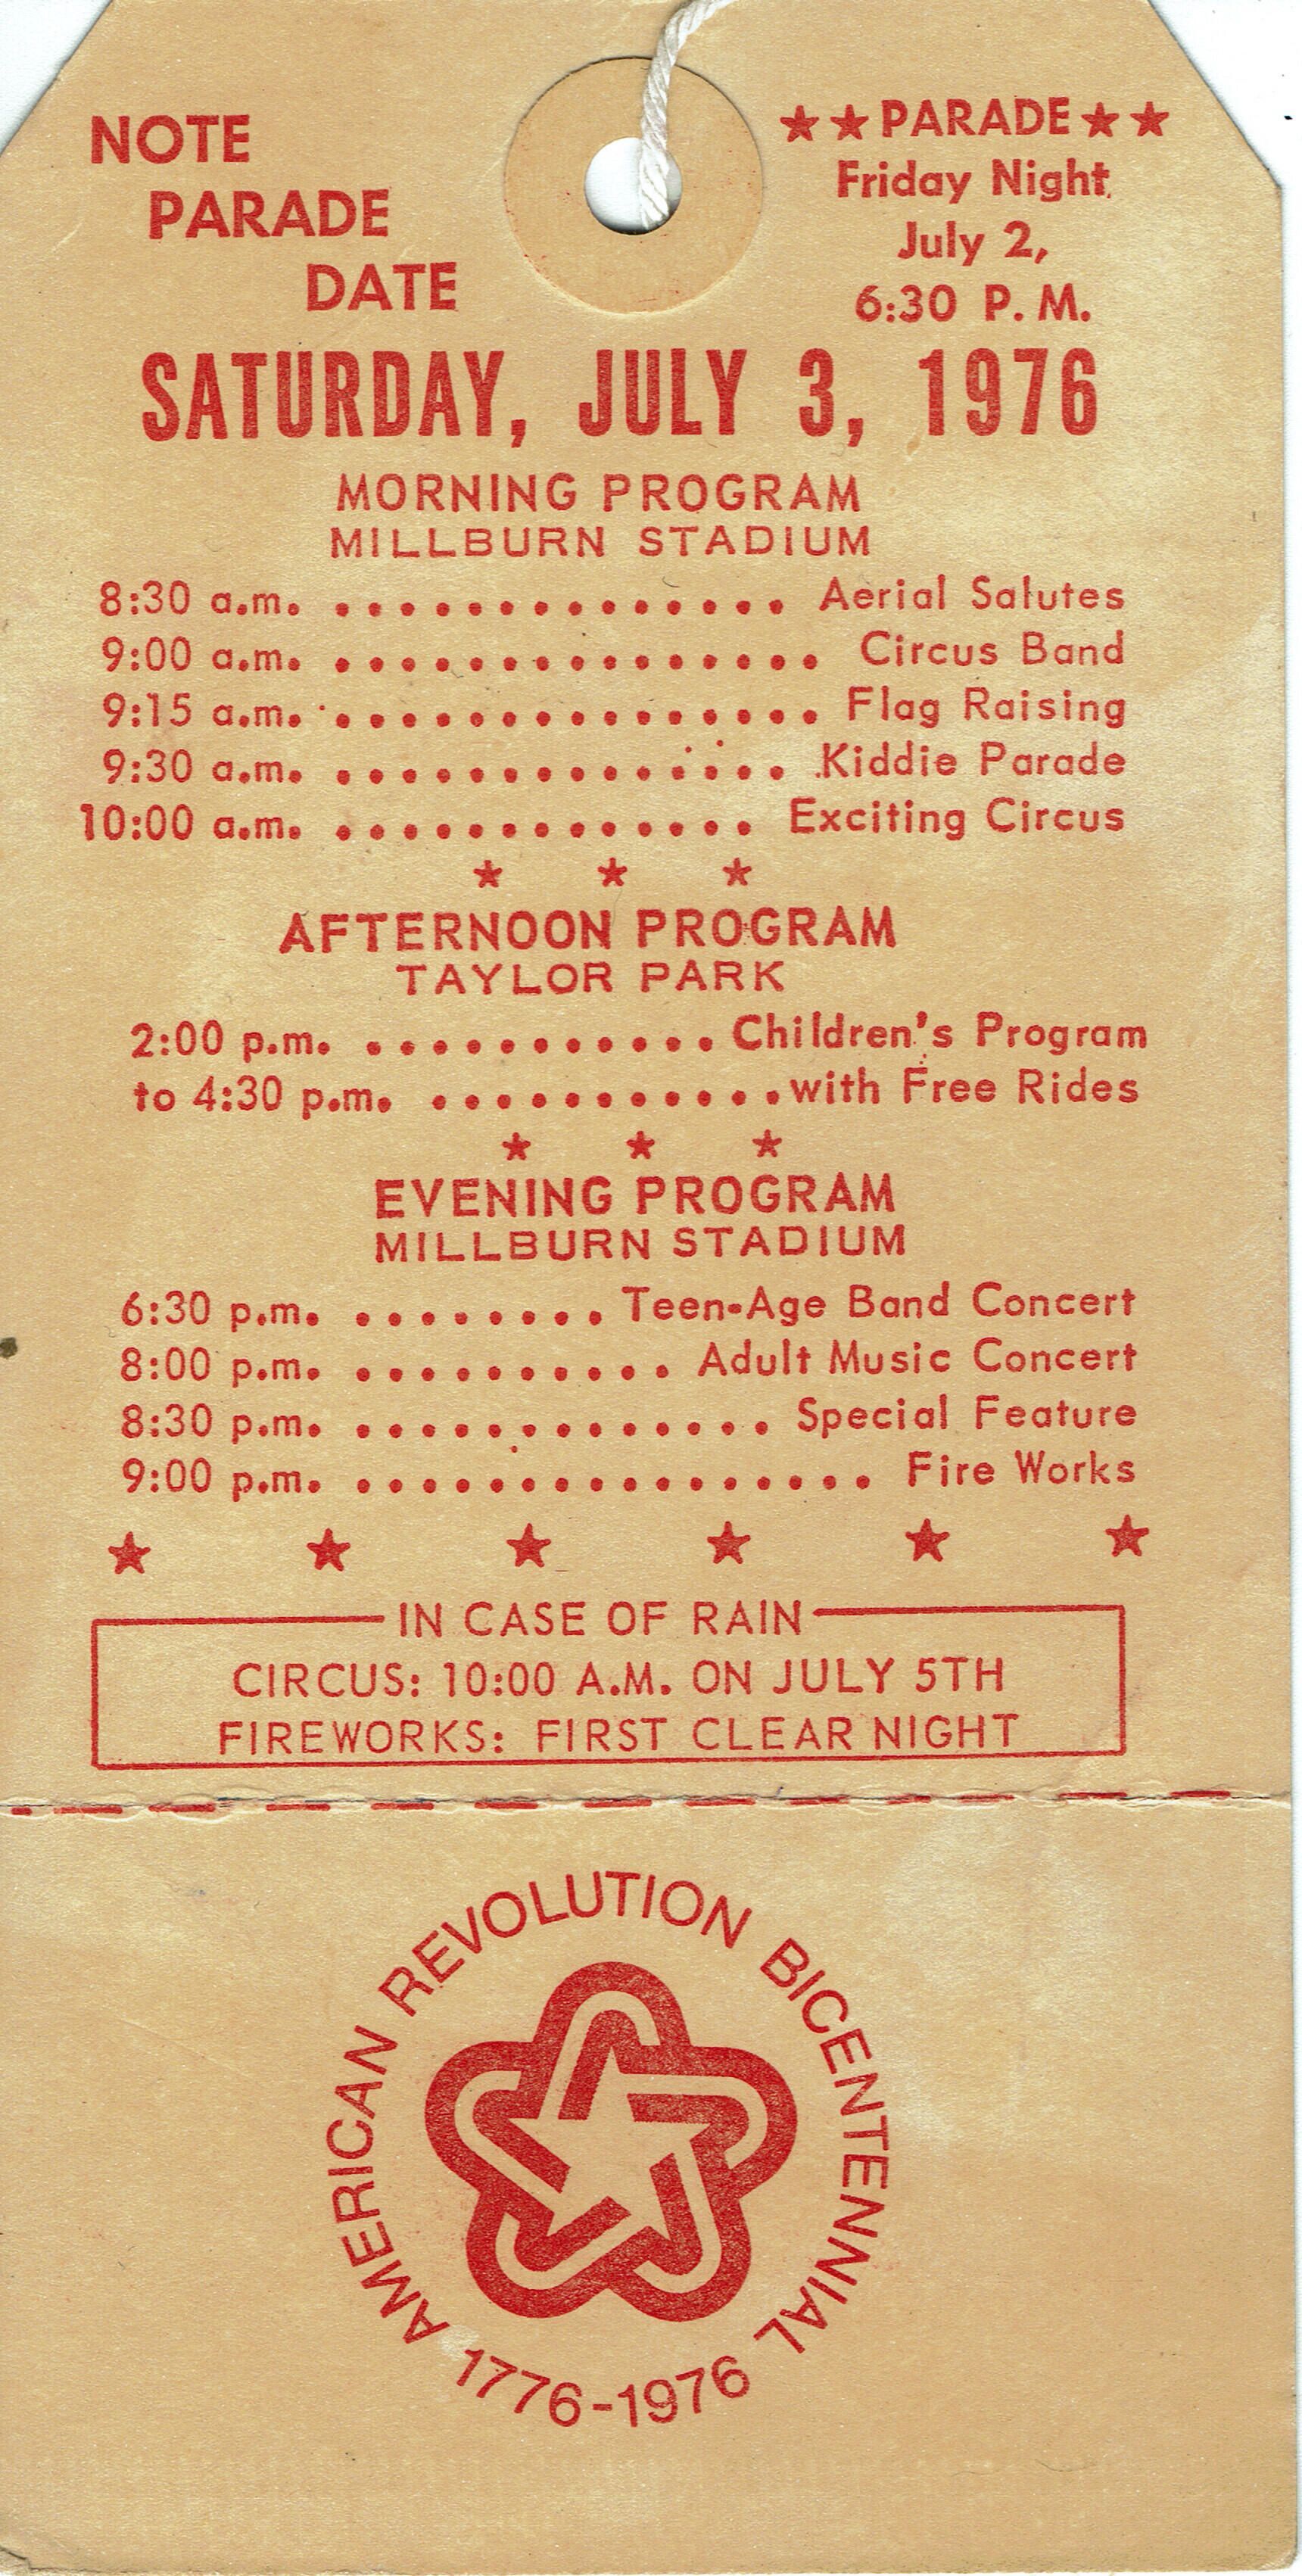 NOTE
PARADE
DATE
★★PARADE★★
Friday Night
July 2,
6:30 P. M.
SATURDAY, JULY 3, 1976
MORNING PROGRAM
MILLBURN STADIUM
8:30 a.m. .............. Aerial Salutes
9:00 a.m. ............... Circus Band
9:15 a.m. ............... Flag Raising
9:30 a.m. .............. Kiddie Parade
10:00 a.m. ............. Exciting Circus
* * *
AFTERNOON PROGRAM
TAYLOR PARK
2:00 p.m. ........... Children's Program
to 4:30 p.m. ........... with Free Rides
* * *
EVENING PROGRAM
MILLBURN STADIUM
6:30 p.m. ........ Teen-Age Band Concert
8:00 p.m. .......... Adult Music Concert
8:30 p.m. ............. Special Feature
9:00 p.m. ................ Fire Works
★ ★ ★ ★ ★ ★
IN CASE OF RAIN
CIRCUS: 10:00 A.M. ON JULY 5TH
FIREWORKS: FIRST CLEAR NIGHT
AMERICAN REVOLUTION BICENTENNIAL
1776-1976